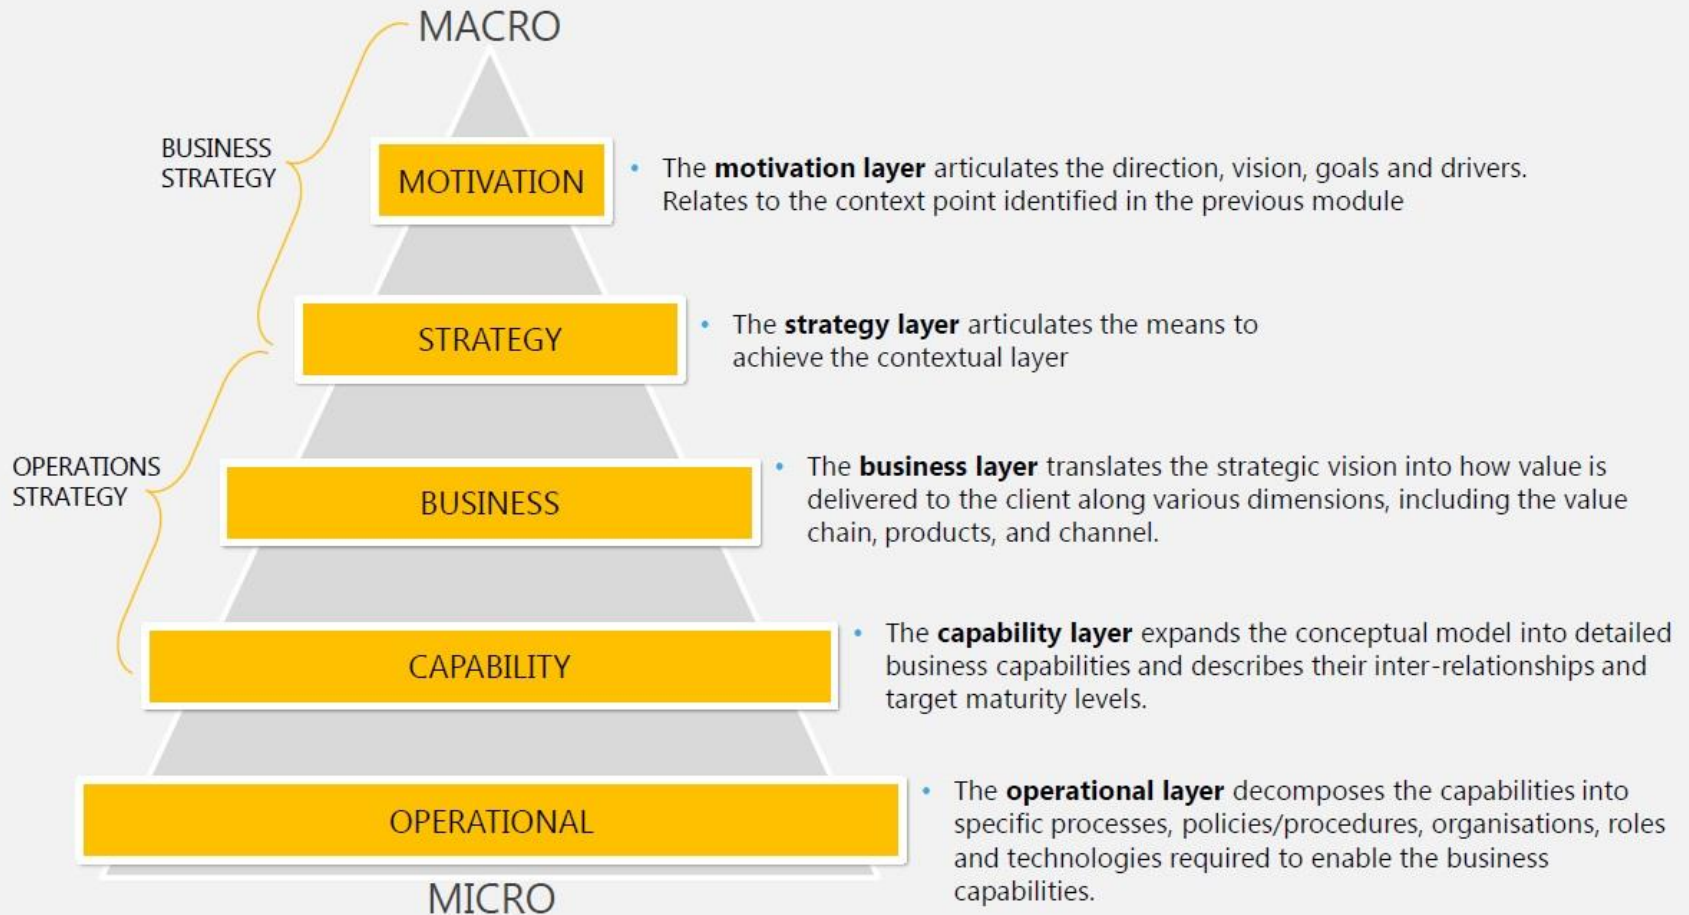 MACRO
BUSINESS
STRATEGY
MOTIVATION
• The motivation layer articulates the direction, vision, goals and drivers.
Relates to the context point identified in the previous module
STRATEGY
• The strategy layer articulates the means to
achieve the contextual layer
OPERATIONS
STRATEGY
BUSINESS
• The business layer translates the strategic vision into how value is
delivered to the client along various dimensions, including the value
chain, products, and channel.
CAPABILITY
• The capability layer expands the conceptual model into detailed
business capabilities and describes their inter-relationships and
target maturity levels.
OPERATIONAL
• The operational layer decomposes the capabilities into
specific processes, policies/procedures, organisations, roles
and technologies required to enable the business
capabilities.
MICRO